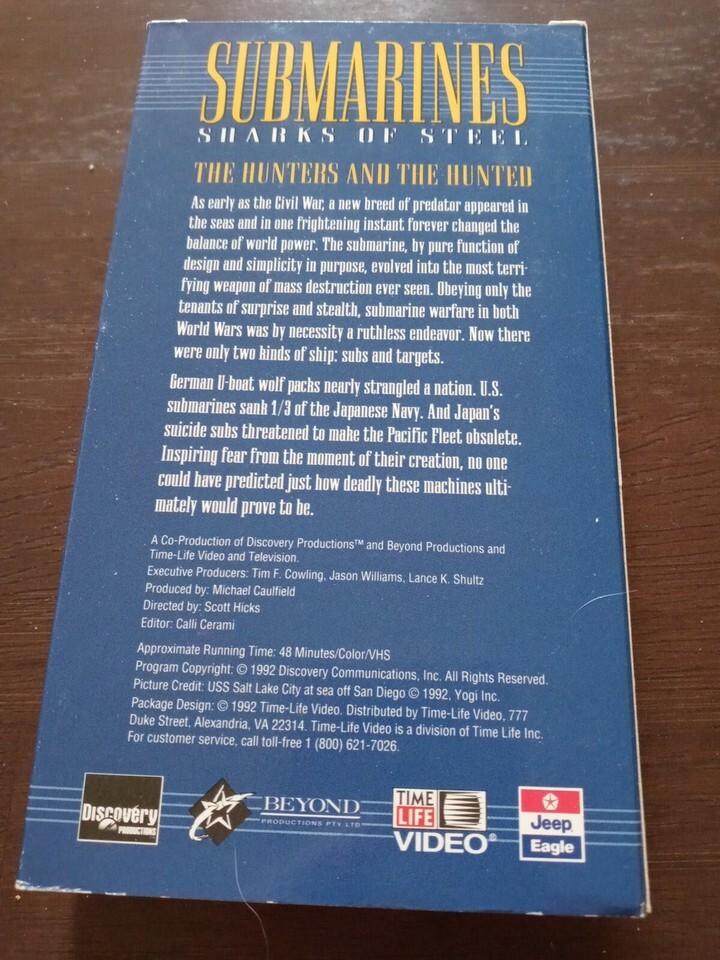 SUBMARINES
SHARKS OF STEEL
THE HUNTERS AND THE HUNTED
As early as the Civil War, a new breed of predator appeared in
the seas and in one frightening instant forever changed the
balance of world power. The submarine, by pure function of
design and simplicity in purpose, evolved into the most terri-
fying weapon of mass destruction ever seen. Obeying only the
tenants of surprise and stealth, submarine warfare in both
World Wars was by necessity a ruthless endeavor. Now there
were only two kinds of ship: subs and targets.
German U-boat wolf packs nearly strangled a nation. U.S.
submarines sank 1/3 of the Japanese Navy. And Japan's
suicide subs threatened to make the Pacific Fleet obsolete.
Inspiring fear from the moment of their creation, no one
could have predicted just how deadly these machines ulti-
mately would prove to be.
A Co-Production of Discovery Productions™ and Beyond Productions and
Time-Life Video and Television.
Executive Producers: Tim F. Cowling, Jason Williams, Lance K. Shultz
Produced by: Michael Caulfield
Directed by: Scott Hicks
Editor: Calli Cerami
Approximate Running Time: 48 Minutes/Color/VHS
Program Copyright: © 1992 Discovery Communications, Inc. All Rights Reserved.
Picture Credit: USS Salt Lake City at sea off San Diego © 1992, Yogi Inc.
Package Design: © 1992 Time-Life Video. Distributed by Time-Life Video, 777
Duke Street, Alexandria, VA 22314. Time-Life Video is a division of Time Life Inc.
For customer service, call toll-free 1 (800) 621-7026.
Discovery
PRODUCTIONS
BEYOND
PRODUCTIONS PTY LTD
TIME
LIFE
VIDEO®
Jeep
Eagle